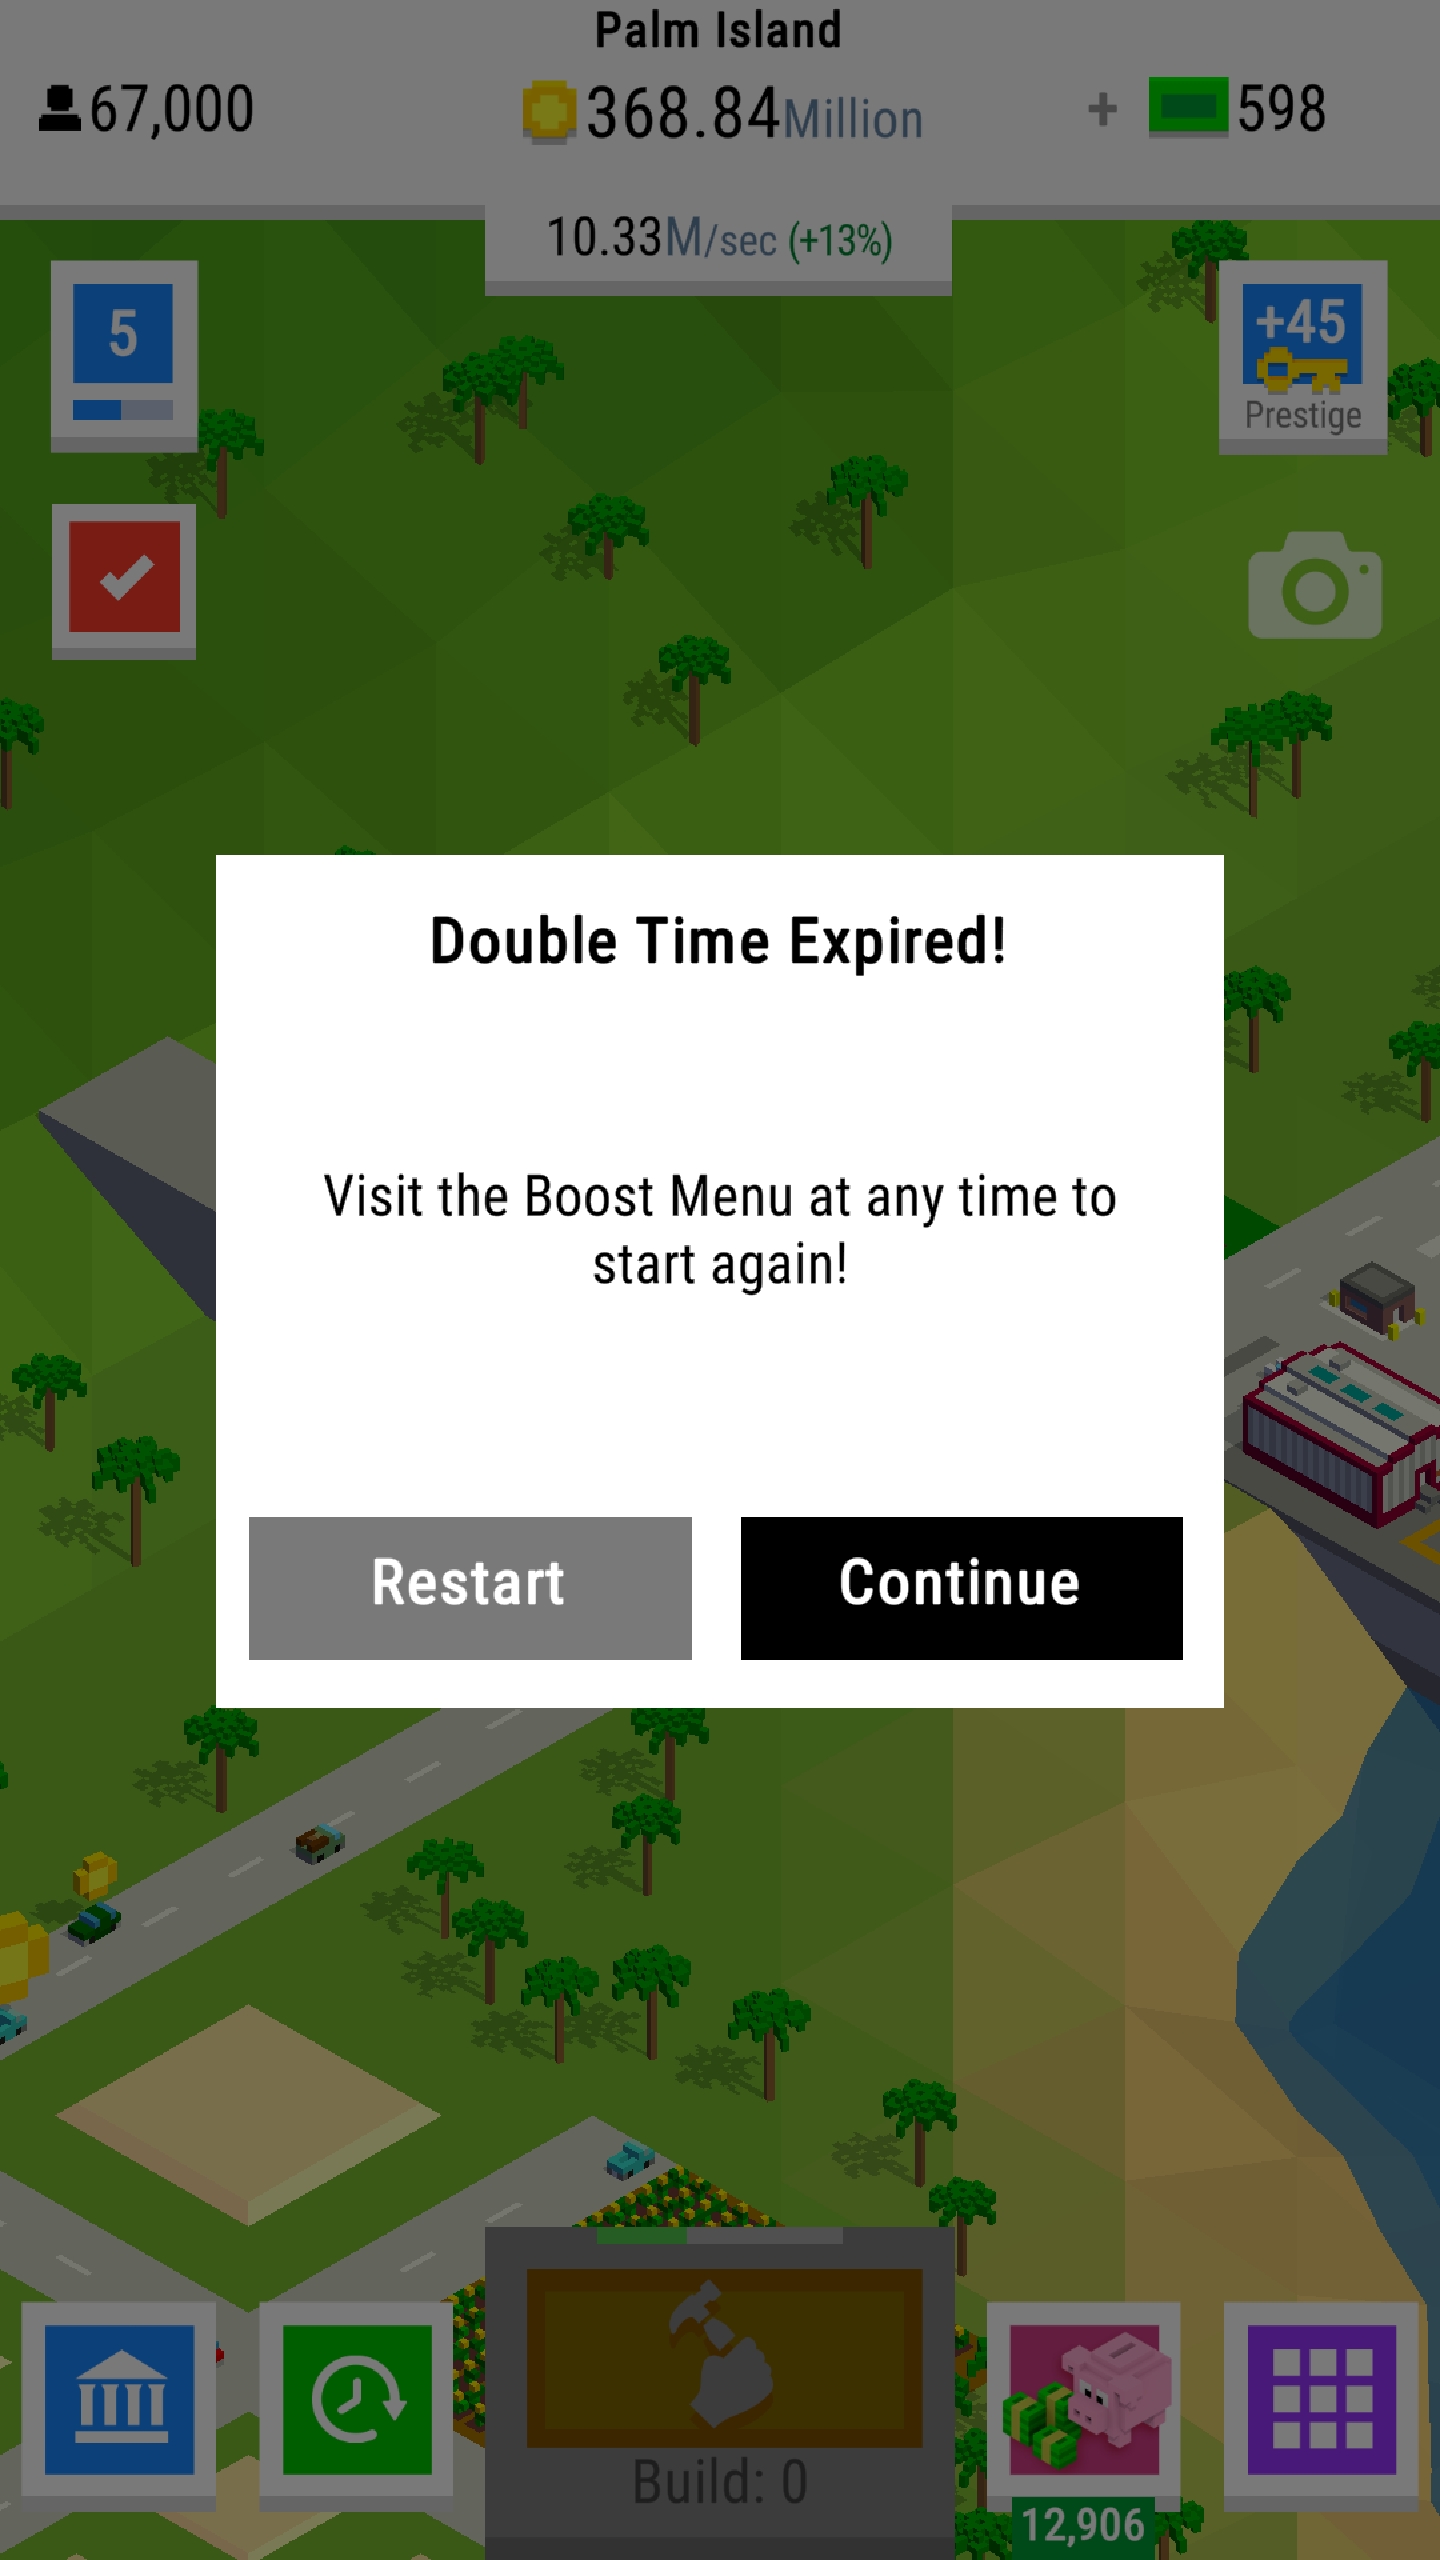 Palm Island
67,000
368.84Million
+ 598
10.33M/sec (+13%)
5
+45
Prestige
Double Time Expired!
Visit the Boost Menu at any time to
start again!
Restart
Continue
Build: 0
12,906